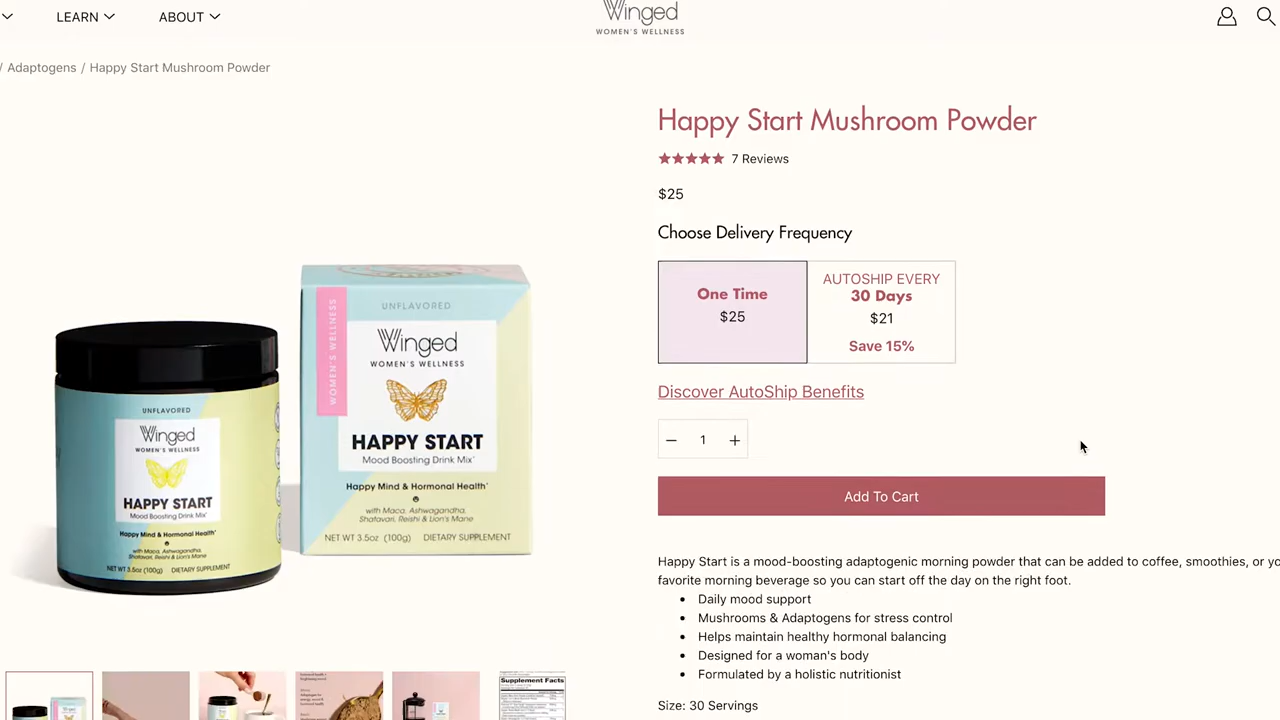 LEARN
ABOUT
Winged
WOMEN'S WELLNESS
/ Adaptogens / Happy Start Mushroom Powder
Happy Start Mushroom Powder
7 Reviews
$25
Choose Delivery Frequency
One Time
$25
AUTOSHIP EVERY
30 Days
$21
Save 15%
Discover AutoShip Benefits
1
Add To Cart
Happy Start is a mood-boosting adaptogenic morning powder that can be added to coffee, smoothies, or yo
favorite morning beverage so you can start off the day on the right foot.
Daily mood support
Mushrooms & Adaptogens for stress control
Helps maintain healthy hormonal balancing
Designed for a woman's body
Formulated by a holistic nutritionist
Size: 30 Servings
UNFLAVORED
Winged
WOMEN'S WELLNESS
HAPPY START
Mood Boosting Drink Mix*
Happy Mind & Hormonal Health*
with Maca, Ashwagandha,
Shatavari, Reishi & Lion's Mane
NET WT 3.5oz (100g) DIETARY SUPPLEMENT
WOMEN'S WELLNESS
UNFLAVORED
Winged
WOMEN'S WELLNESS
HAPPY START
Mood Boosting Drink Mix*
Happy Mind & Hormonal Health*
with Maca, Ashwagandha,
Shatavari, Reishi & Lion's Mane
NET WT 3.5oz (100g) DIETARY SUPPLEMENT
Supplement Facts